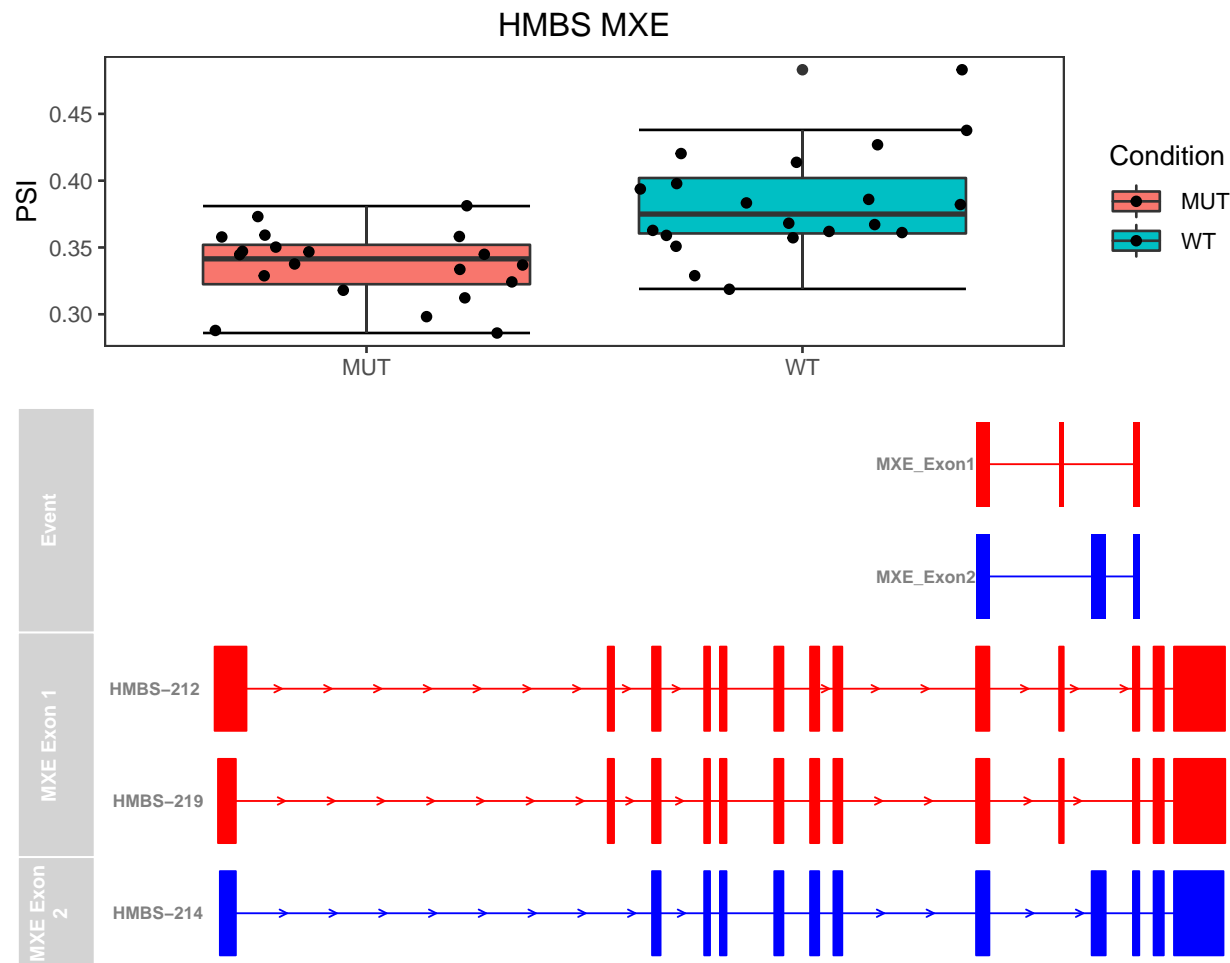 HMBS MXE
PSI
0.45
0.40
0.35
0.30
MUT
WT
Condition
MUT
WT
Event
MXE_Exon1
MXE_Exon2
MXE Exon 1
HMBS−212
HMBS−219
MXE Exon
2
HMBS−214